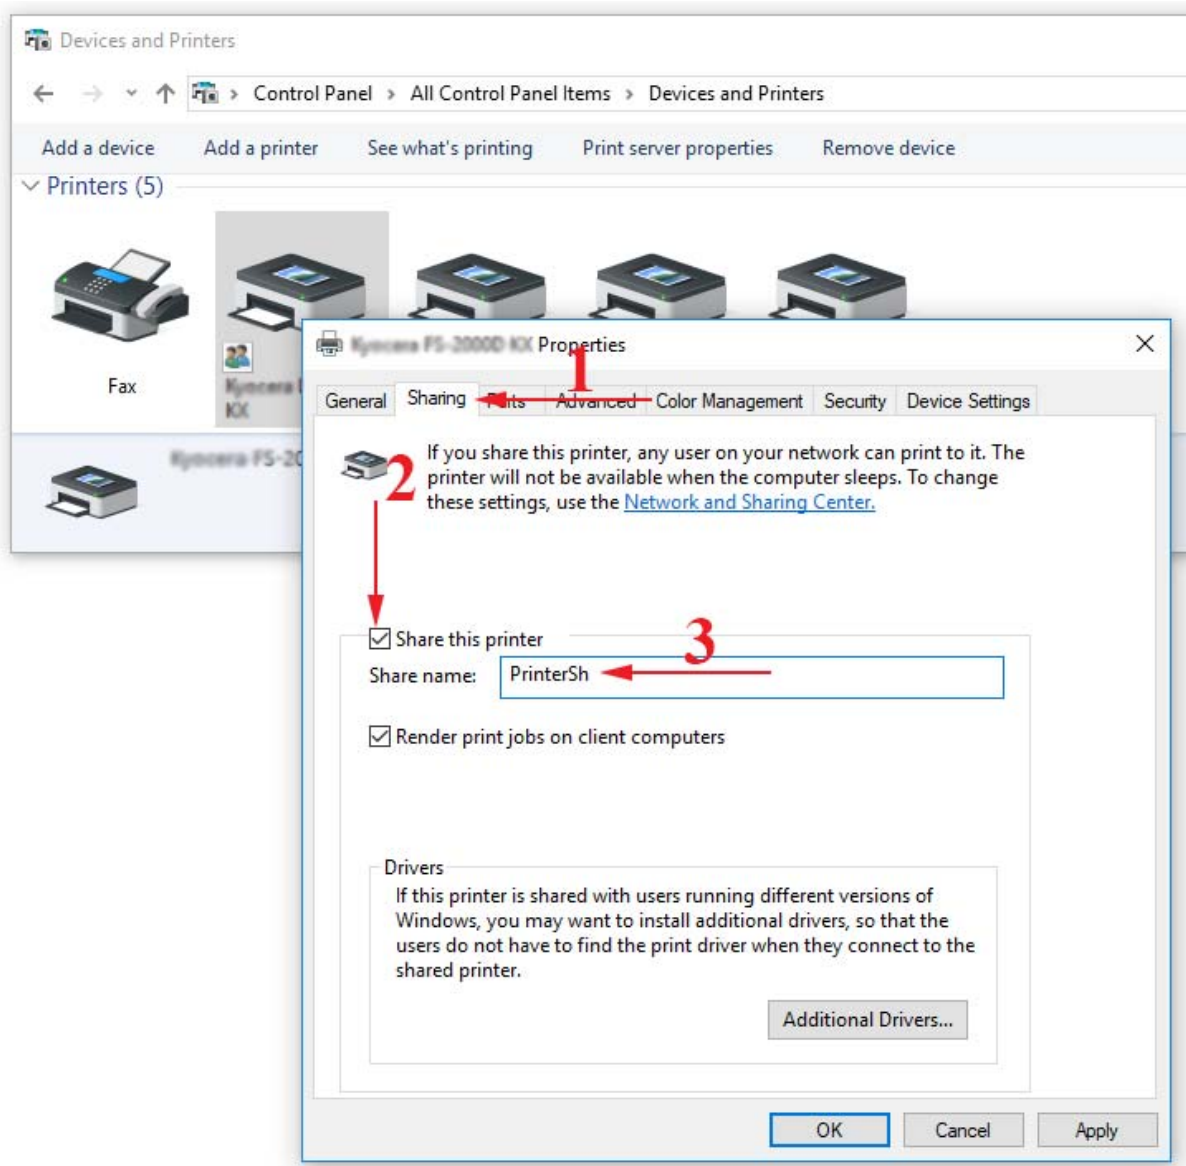 Devices and Printers
Control Panel > All Control Panel Items > Devices and Printers
Add a device Add a printer See what's printing Print server properties Remove device
Printers (5)
Fax
Properties
1
General Sharing Advanced Color Management Security Device Settings
If you share this printer, any user on your network can print to it. The
printer will not be available when the computer sleeps. To change
these settings, use the Network and Sharing Center.
2
Share this printer
3
Share name: PrinterSh
Render print jobs on client computers
Drivers
If this printer is shared with users running different versions of
Windows, you may want to install additional drivers, so that the
users do not have to find the print driver when they connect to the
shared printer.
Additional Drivers...
OK Cancel Apply